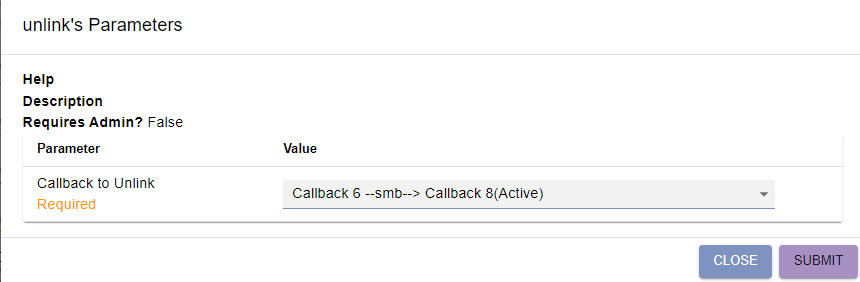 unlink's Parameters
Help
Description
Requires Admin? False
Parameter Value
Callback to Unlink
Required
Callback 6 --smb--> Callback 8(Active)
CLOSE SUBMIT